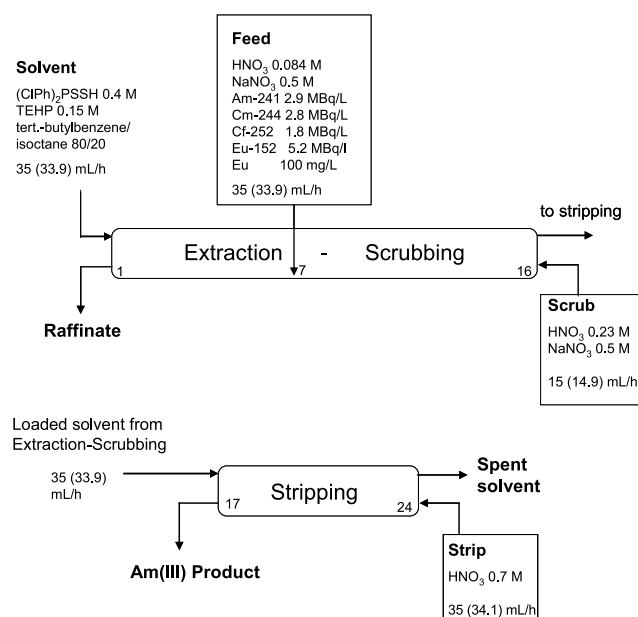 Solvent
(ClPh)₂PSSH 0.4 M
TEHP 0.15 M
tert.-butylbenzene/
isoctane 80/20
35 (33.9) mL/h
Feed
HNO₃ 0.084 M
NaNO₃ 0.5 M
Am-241 2.9 MBq/L
Cm-244 2.8 MBq/L
Cf-252 1.8 MBq/L
Eu-152 5.2 MBq/l
Eu 100 mg/L
35 (33.9) mL/h
to stripping
Extraction - Scrubbing
1 7 16
Raffinate
Scrub
HNO₃ 0.23 M
NaNO₃ 0.5 M
15 (14.9) mL/h
Loaded solvent from
Extraction-Scrubbing
35 (33.9)
mL/h
Stripping
17 24
Spent
solvent
Am(III) Product
Strip
HNO₃ 0.7 M
35 (34.1) mL/h